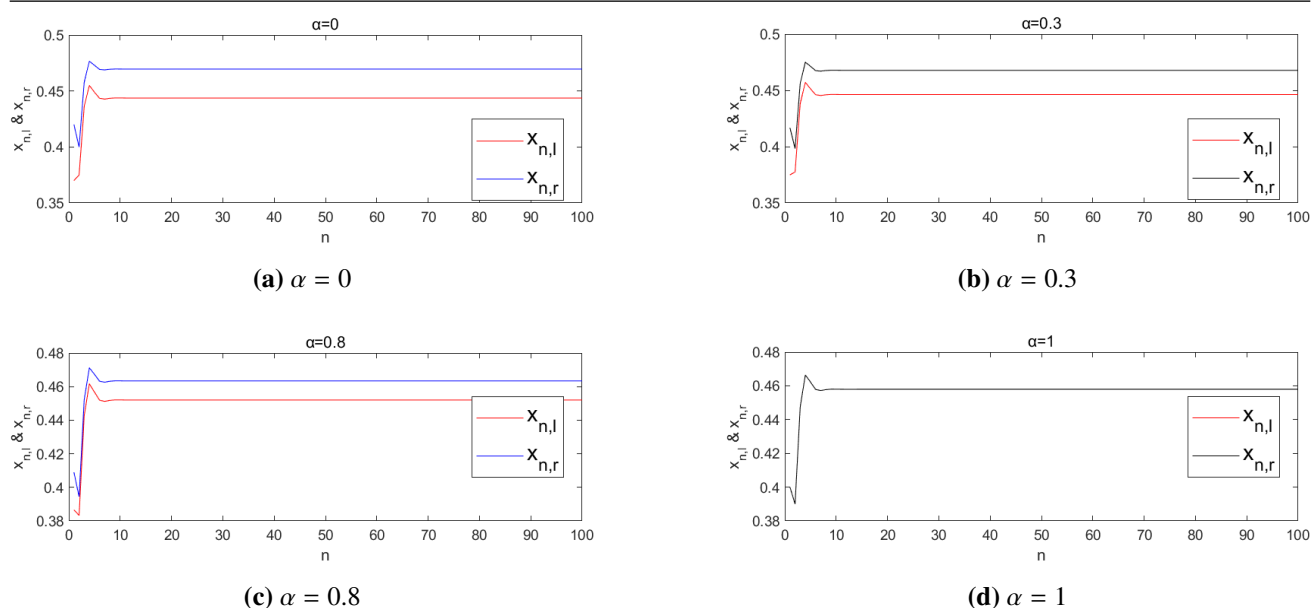 α=0
0.5
0.45
0.4
0.35
x_{n,l} & x_{n,r}
x_{n,l}
x_{n,r}
0 10 20 30 40 50 60 70 80 90 100
n
(a) α = 0
α=0.3
0.5
0.45
0.4
0.35
x_{n,l} & x_{n,r}
x_{n,l}
x_{n,r}
0 10 20 30 40 50 60 70 80 90 100
n
(b) α = 0.3
α=0.8
0.48
0.46
0.44
0.42
0.4
0.38
x_{n,l} & x_{n,r}
x_{n,l}
x_{n,r}
0 10 20 30 40 50 60 70 80 90 100
n
(c) α = 0.8
α=1
0.48
0.46
0.44
0.42
0.4
0.38
x_{n,l} & x_{n,r}
x_{n,l}
x_{n,r}
0 10 20 30 40 50 60 70 80 90 100
n
(d) α = 1